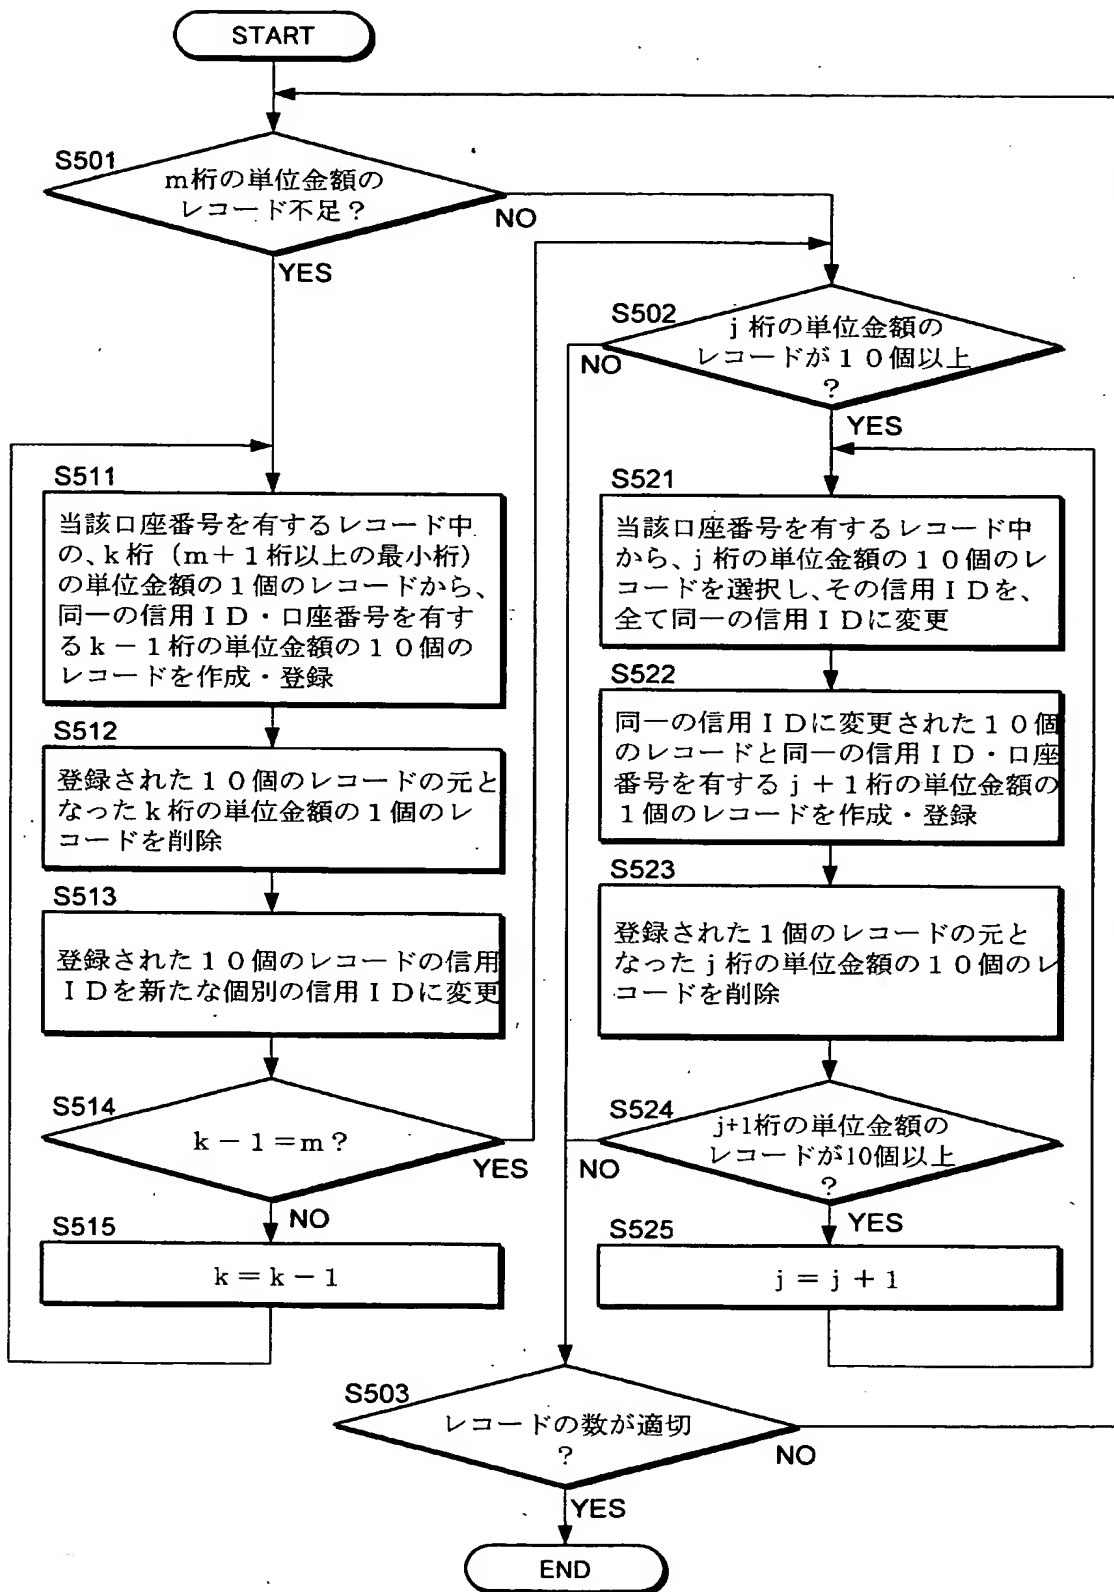 START
S501
m桁の単位金額の
レコード不足？
NO
YES
S502
j桁の単位金額の
レコードが１０個以上
？
NO
YES
S511
当該口座番号を有するレコード中
の、k桁（m＋１桁以上の最小桁）
の単位金額の１個のレコードから、
同一の信用ＩＤ・口座番号を有す
るk－１桁の単位金額の１０個の
レコードを作成・登録
S512
登録された１０個のレコードの元と
なったk桁の単位金額の１個のレ
コードを削除
S513
登録された１０個のレコードの信用
ＩＤを新たな個別の信用ＩＤに変更
S514
k－1＝m？
YES
NO
S515
k＝k－1
S521
当該口座番号を有するレコード中
から、j桁の単位金額の１０個のレ
コードを選択し、その信用ＩＤを、
全て同一の信用ＩＤに変更
S522
同一の信用ＩＤに変更された１０個
のレコードと同一の信用ＩＤ・口座
番号を有するj＋１桁の単位金額の
１個のレコードを作成・登録
S523
登録された１個のレコードの元と
なったj桁の単位金額の１０個のレ
コードを削除
S524
j+1桁の単位金額の
レコードが10個以上
？
NO
YES
S525
j＝j＋1
S503
レコードの数が適切
？
NO
YES
END